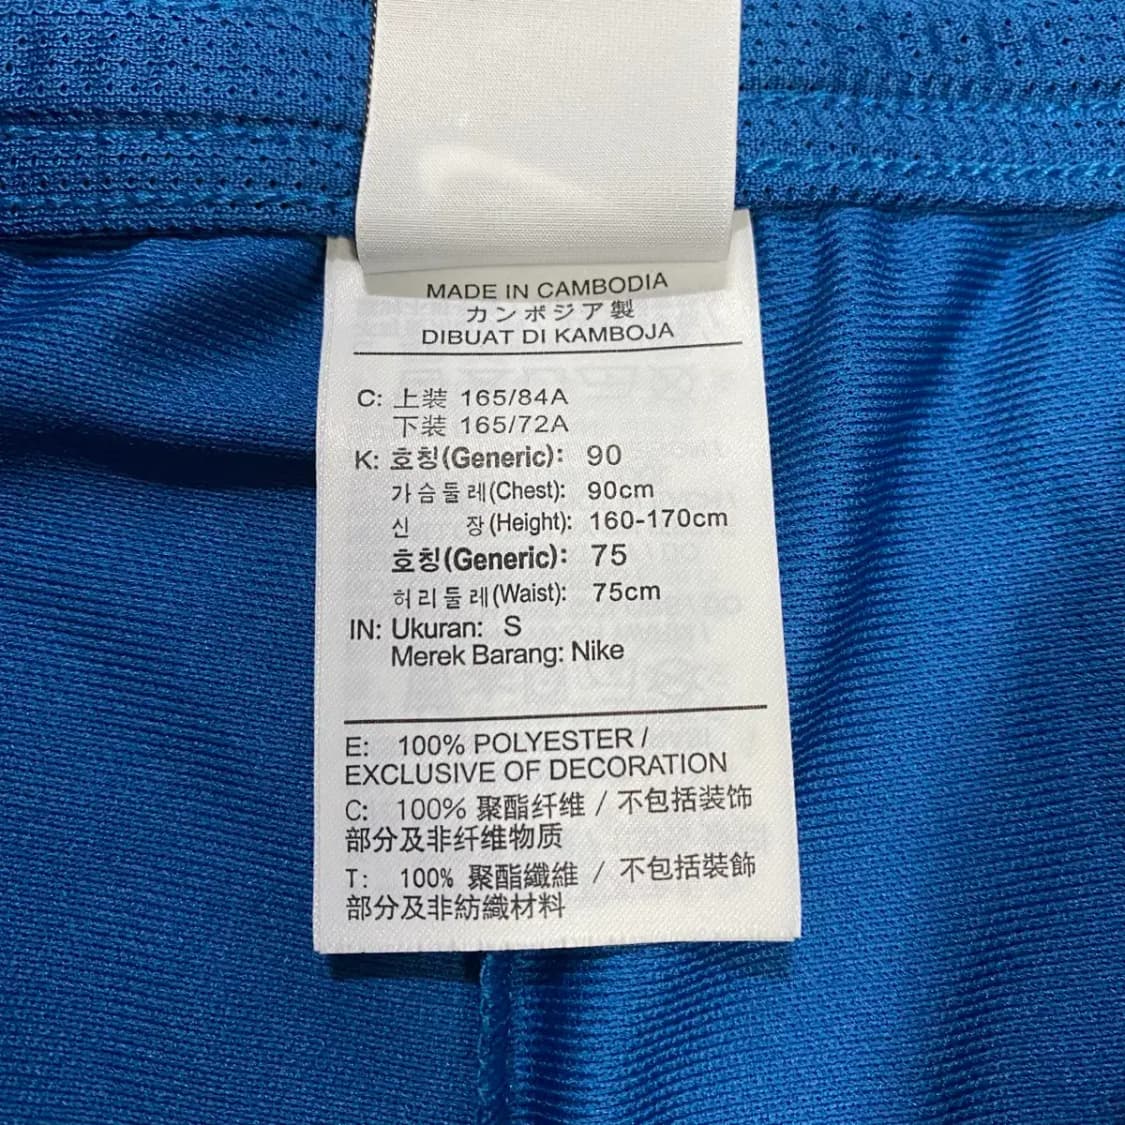 MADE IN CAMBODIA
カンボジア製
DIBUAT DI KAMBOJA
C: 上装 165/84A
下装 165/72A
K: 호칭(Generic): 90
가슴둘레(Chest): 90cm
신 장(Height): 160-170cm
호칭(Generic): 75
허리둘레(Waist): 75cm
IN: Ukuran: S
Merek Barang: Nike
E: 100% POLYESTER /
EXCLUSIVE OF DECORATION
C: 100% 聚酯纤维 / 不包括装饰
部分及非纤维物质
T: 100% 聚酯纖維 / 不包括裝飾
部分及非紡織材料